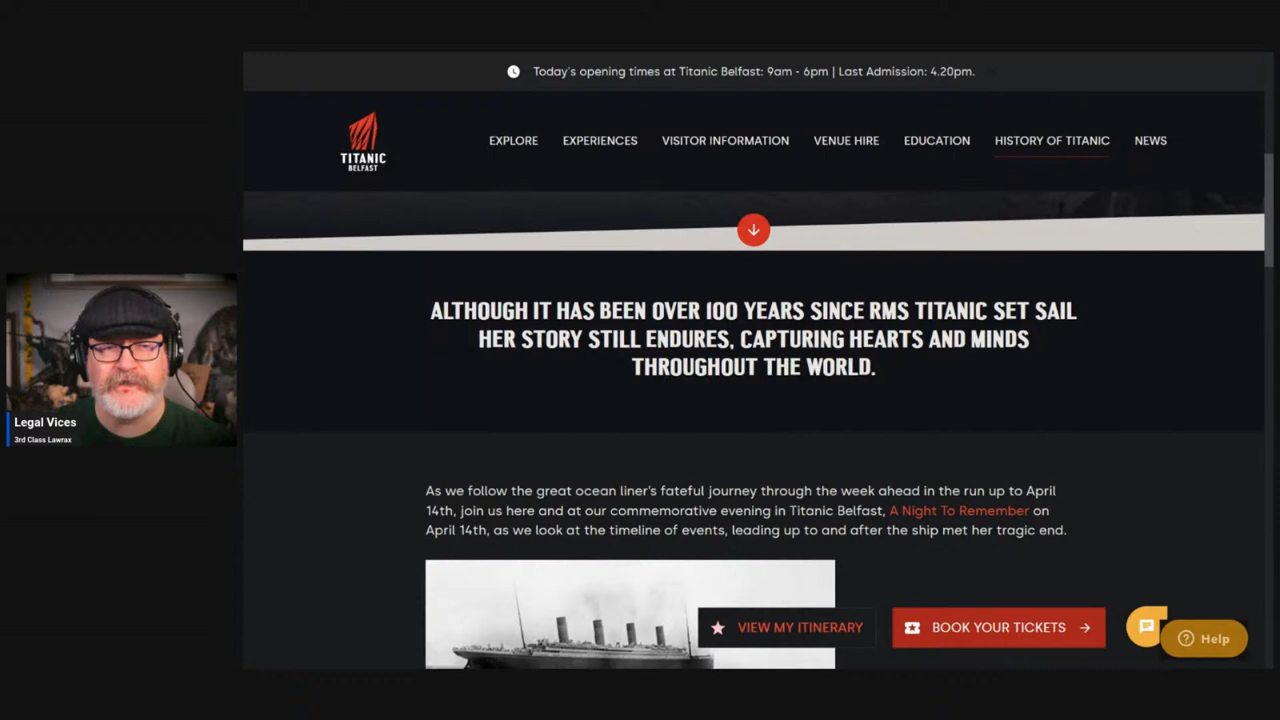 Today's opening times at Titanic Belfast: 9am - 6pm | Last Admission: 4.20pm.
TITANIC
BELFAST
EXPLORE
EXPERIENCES
VISITOR INFORMATION
VENUE HIRE
EDUCATION
HISTORY OF TITANIC
NEWS
ALTHOUGH IT HAS BEEN OVER 100 YEARS SINCE RMS TITANIC SET SAIL
HER STORY STILL ENDURES, CAPTURING HEARTS AND MINDS
THROUGHOUT THE WORLD.
Legal Vices
3rd Class Lawrax
As we follow the great ocean liner's fateful journey through the week ahead in the run up to April
14th, join us here and at our commemorative evening in Titanic Belfast, A Night To Remember on
April 14th, as we look at the timeline of events, leading up to and after the ship met her tragic end.
VIEW MY ITINERARY
BOOK YOUR TICKETS
Help